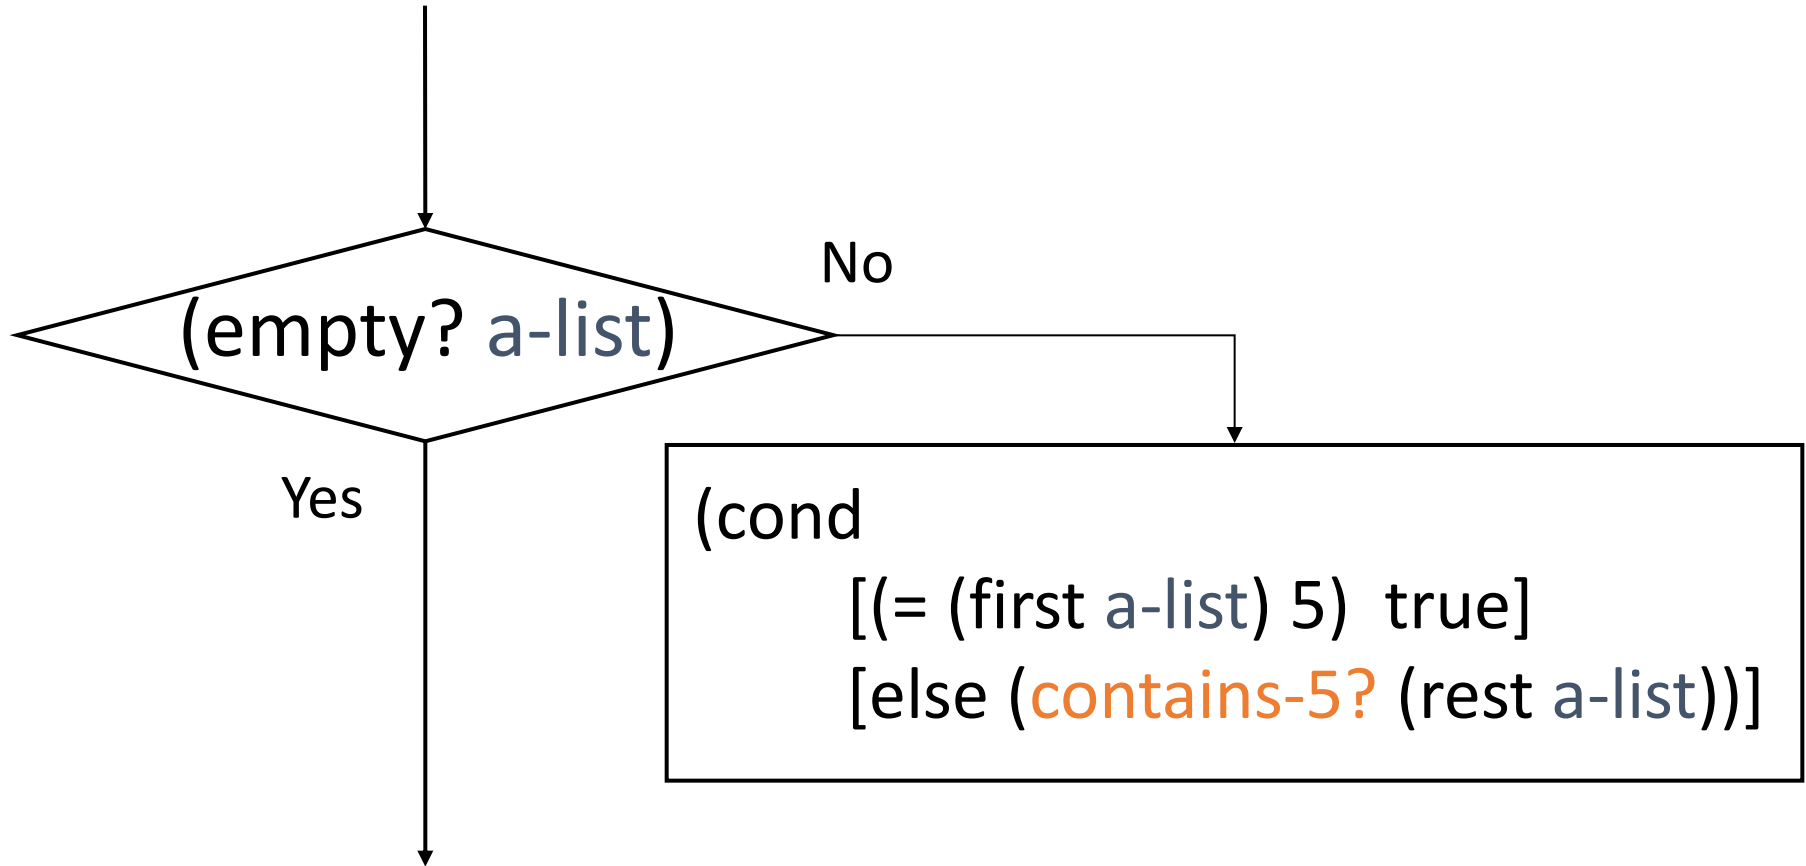 No
(empty? a-list)
Yes
(cond
[(= (first a-list) 5) true]
[else (contains-5? (rest a-list))]